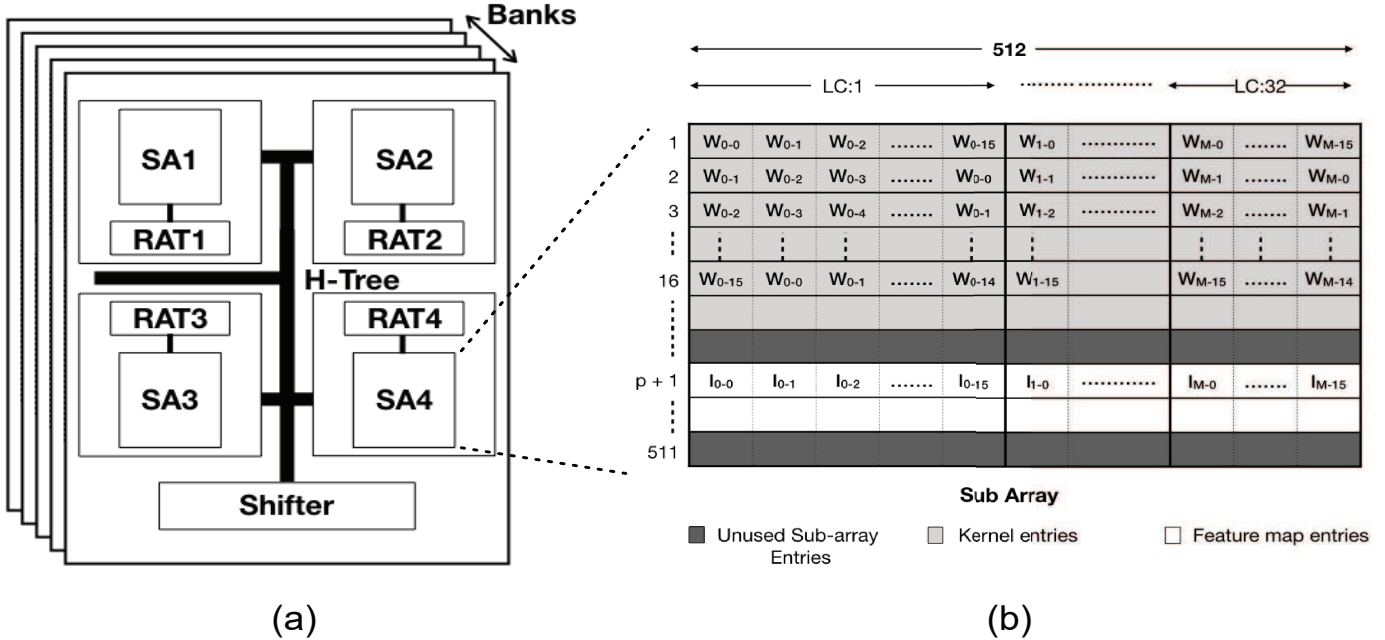 Banks
SA1
SA2
RAT1
RAT2
H-Tree
RAT3
RAT4
SA3
SA4
Shifter
(a)
512
LC:1 .................... LC:32
1 W0-0 W0-1 W0-2 ....... W0-15 W1-0 ............. WM-0 ....... WM-15
2 W0-1 W0-2 W0-3 ....... W0-0 W1-1 ............. WM-1 ....... WM-0
3 W0-2 W0-3 W0-4 ....... W0-1 W1-2 ............. WM-2 ....... WM-1
16 W0-15 W0-0 W0-1 ....... W0-14 W1-15 WM-15 ....... WM-14
p + 1 I0-0 I0-1 I0-2 ....... I0-15 I1-0 ............. IM-0 ....... IM-15
511
Sub Array
Unused Sub-array
Entries
Kernel entries
Feature map entries
(b)